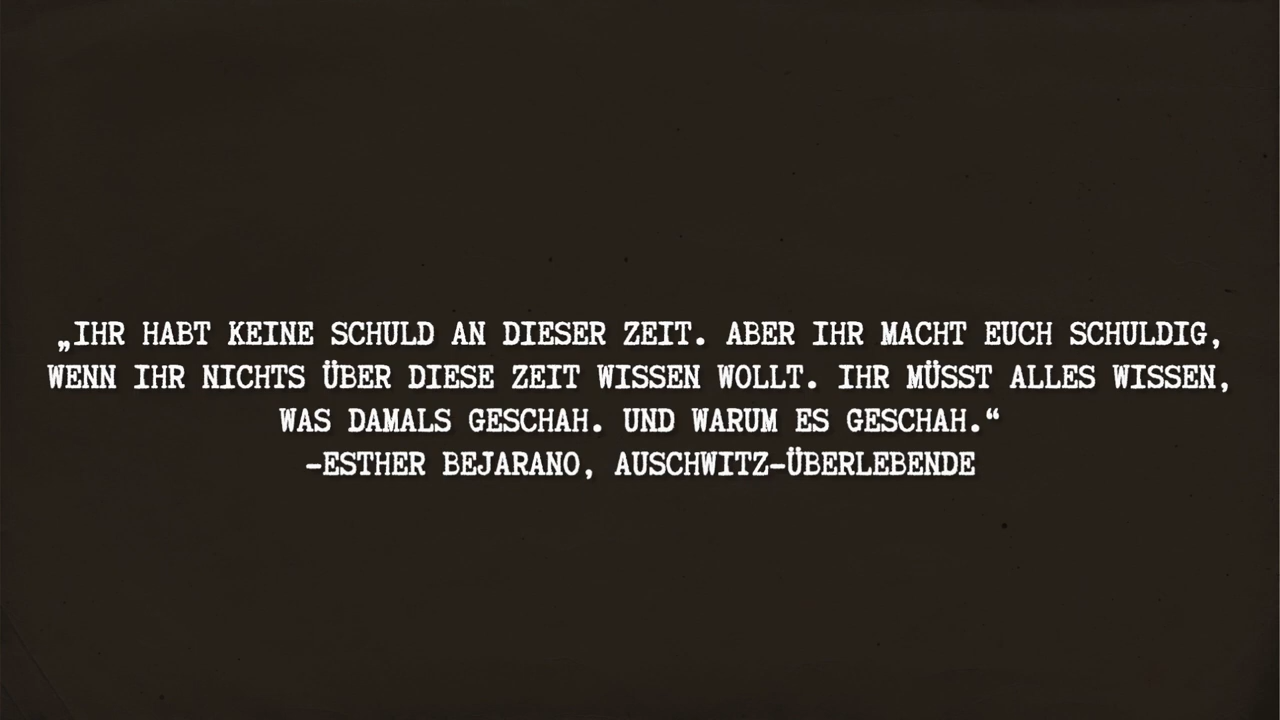 „IHR HABT KEINE SCHULD AN DIESER ZEIT. ABER IHR MACHT EUCH SCHULDIG,
WENN IHR NICHTS ÜBER DIESE ZEIT WISSEN WOLLT. IHR MÜSST ALLES WISSEN,
WAS DAMALS GESCHAH. UND WARUM ES GESCHAH.“
-ESTHER BEJARANO, AUSCHWITZ-ÜBERLEBENDE